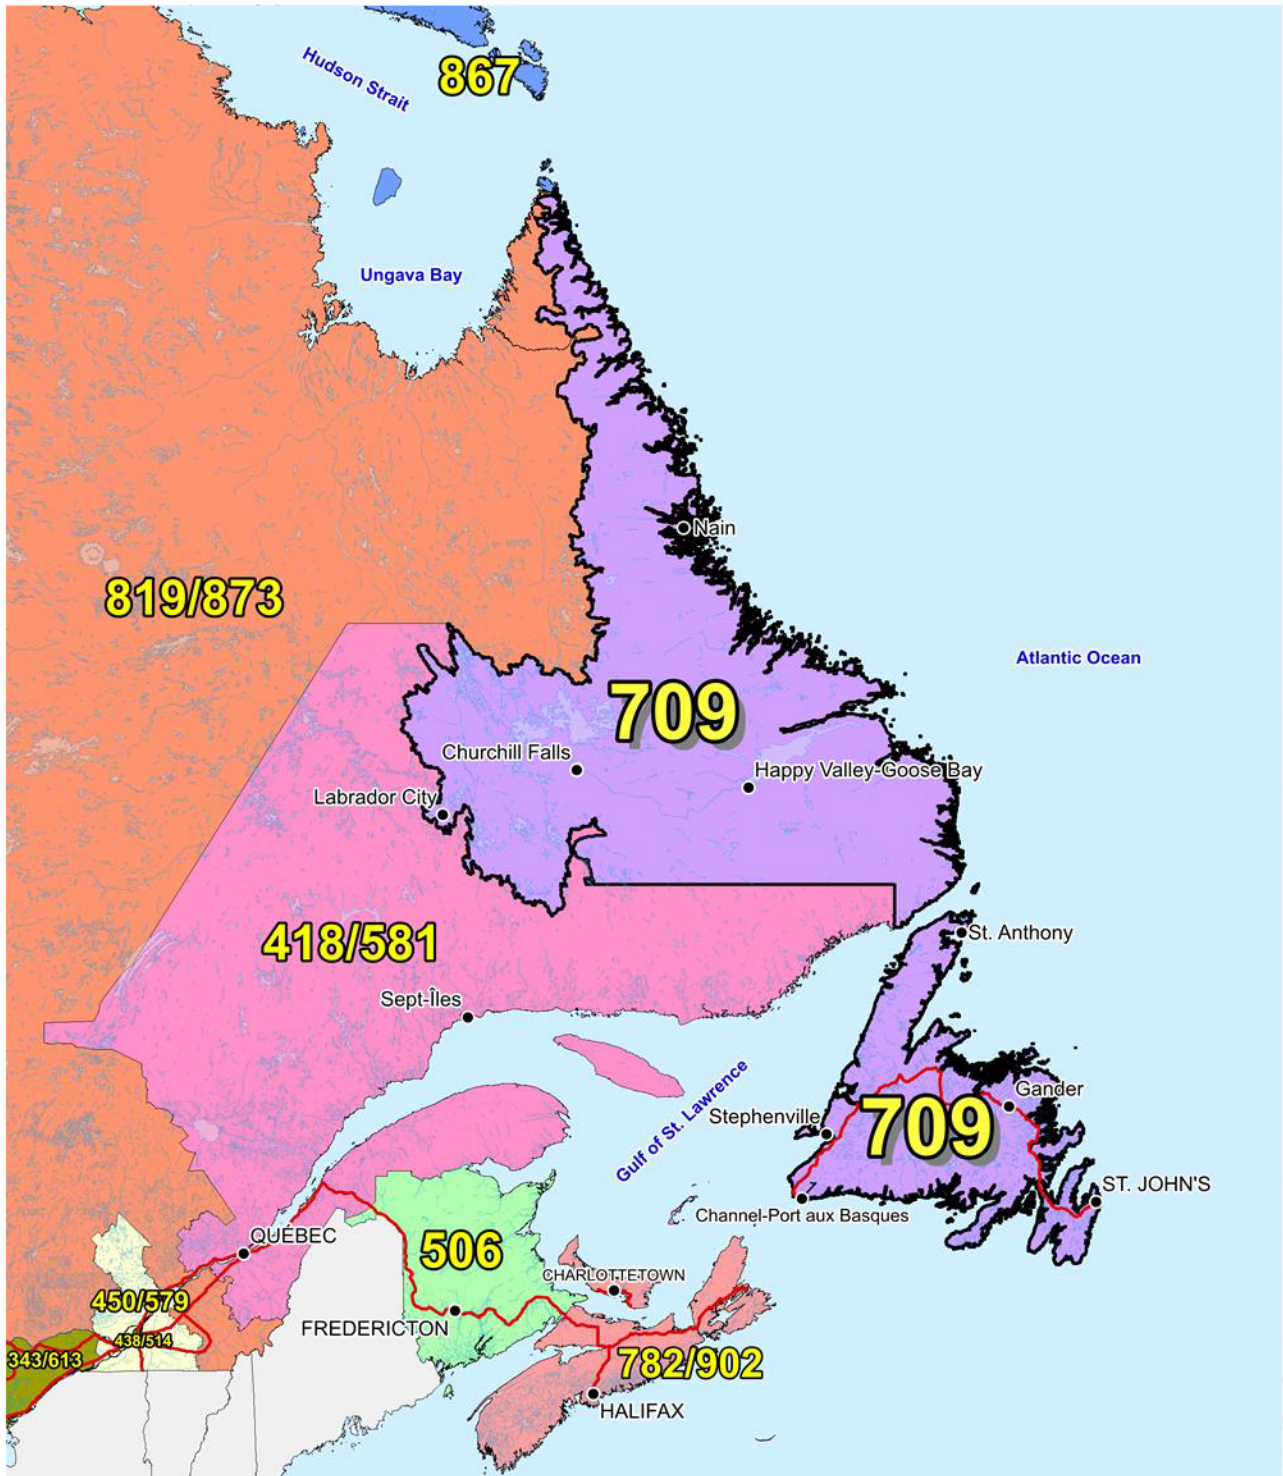 Hudson Strait
867
Ungava Bay
Nain
819/873
Atlantic Ocean
709
Churchill Falls
Happy Valley-Goose Bay
Labrador City
418/581
St. Anthony
Sept-Îles
Gulf of St. Lawrence
Gander
Stephenville
709
ST. JOHN'S
Channel-Port aux Basques
QUÉBEC
506
CHARLOTTETOWN
450/579
FREDERICTON
438/514
343/613
782/902
HALIFAX